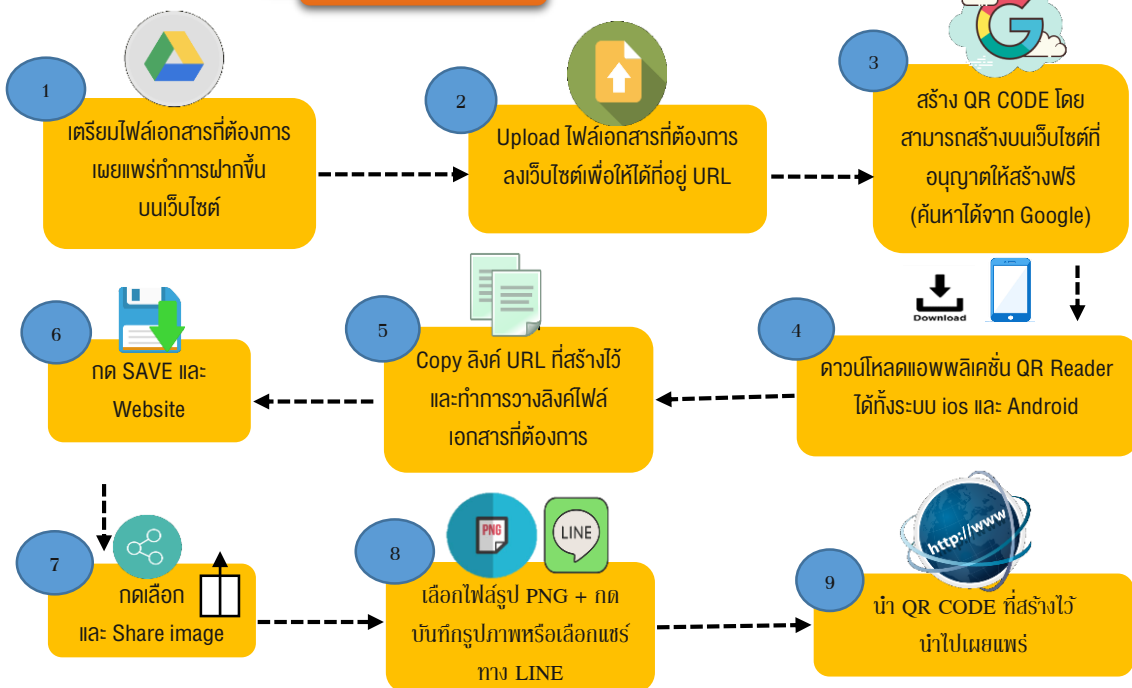 1
เตรียมไฟล์เอกสารที่ต้องการ
เผยแพร่ทำการฝากขึ้น
บนเว็บไซต์
2
Upload ไฟล์เอกสารที่ต้องการ
ลงเว็บไซต์เพื่อให้ได้ที่อยู่ URL
3
สร้าง QR CODE โดย
สามารถสร้างบนเว็บไซต์ที่
อนุญาตให้สร้างฟรี
(ค้นหาได้จาก Google)
Download
4
ดาวน์โหลดแอพพลิเคชั่น QR Reader
ได้ทั้งระบบ ios และ Android
5
Copy ลิงค์ URL ที่สร้างไว้
และทำการวางลิงค์ไฟล์
เอกสารที่ต้องการ
6
กด SAVE และ
Website
7
กดเลือก
และ Share image
PNG
LINE
8
เลือกไฟล์รูป PNG + กด
บันทึกรูปภาพหรือเลือกแชร์
ทาง LINE
http://www
9
นำ QR CODE ที่สร้างไว้
นำไปเผยแพร่